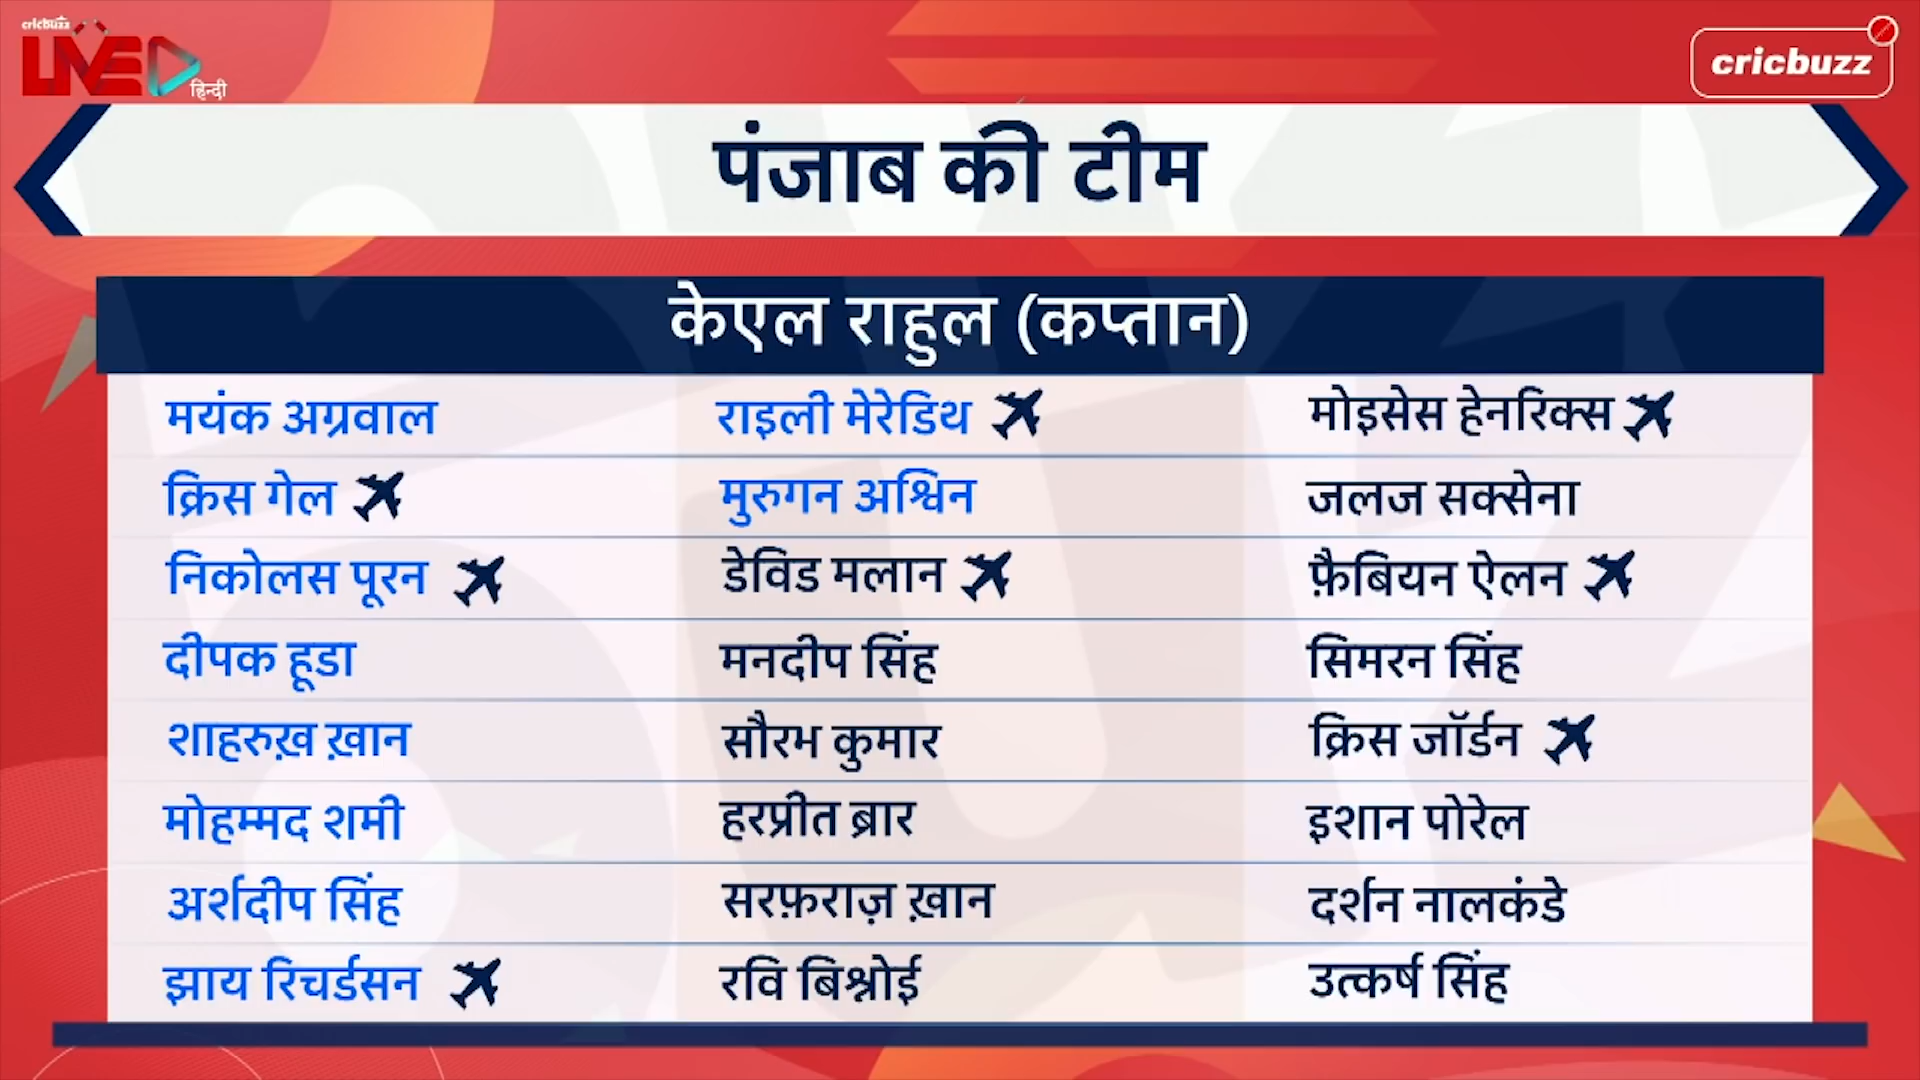 cricbuzz
LIVE हिन्दी
cricbuzz
पंजाब की टीम
केएल राहुल (कप्तान)
मयंक अग्रवाल राइली मेरेडिथ मोइसेस हेनरिक्स
क्रिस गेल मुरुगन अश्विन जलज सक्सेना
निकोलस पूरन डेविड मलान फ़ैबियन ऐलन
दीपक हूडा मनदीप सिंह सिमरन सिंह
शाहरुख़ ख़ान सौरभ कुमार क्रिस जॉर्डन
मोहम्मद शमी हरप्रीत ब्रार इशान पोरेल
अर्शदीप सिंह सरफ़राज़ ख़ान दर्शन नालकंडे
झाय रिचर्डसन रवि बिश्नोई उत्कर्ष सिंह